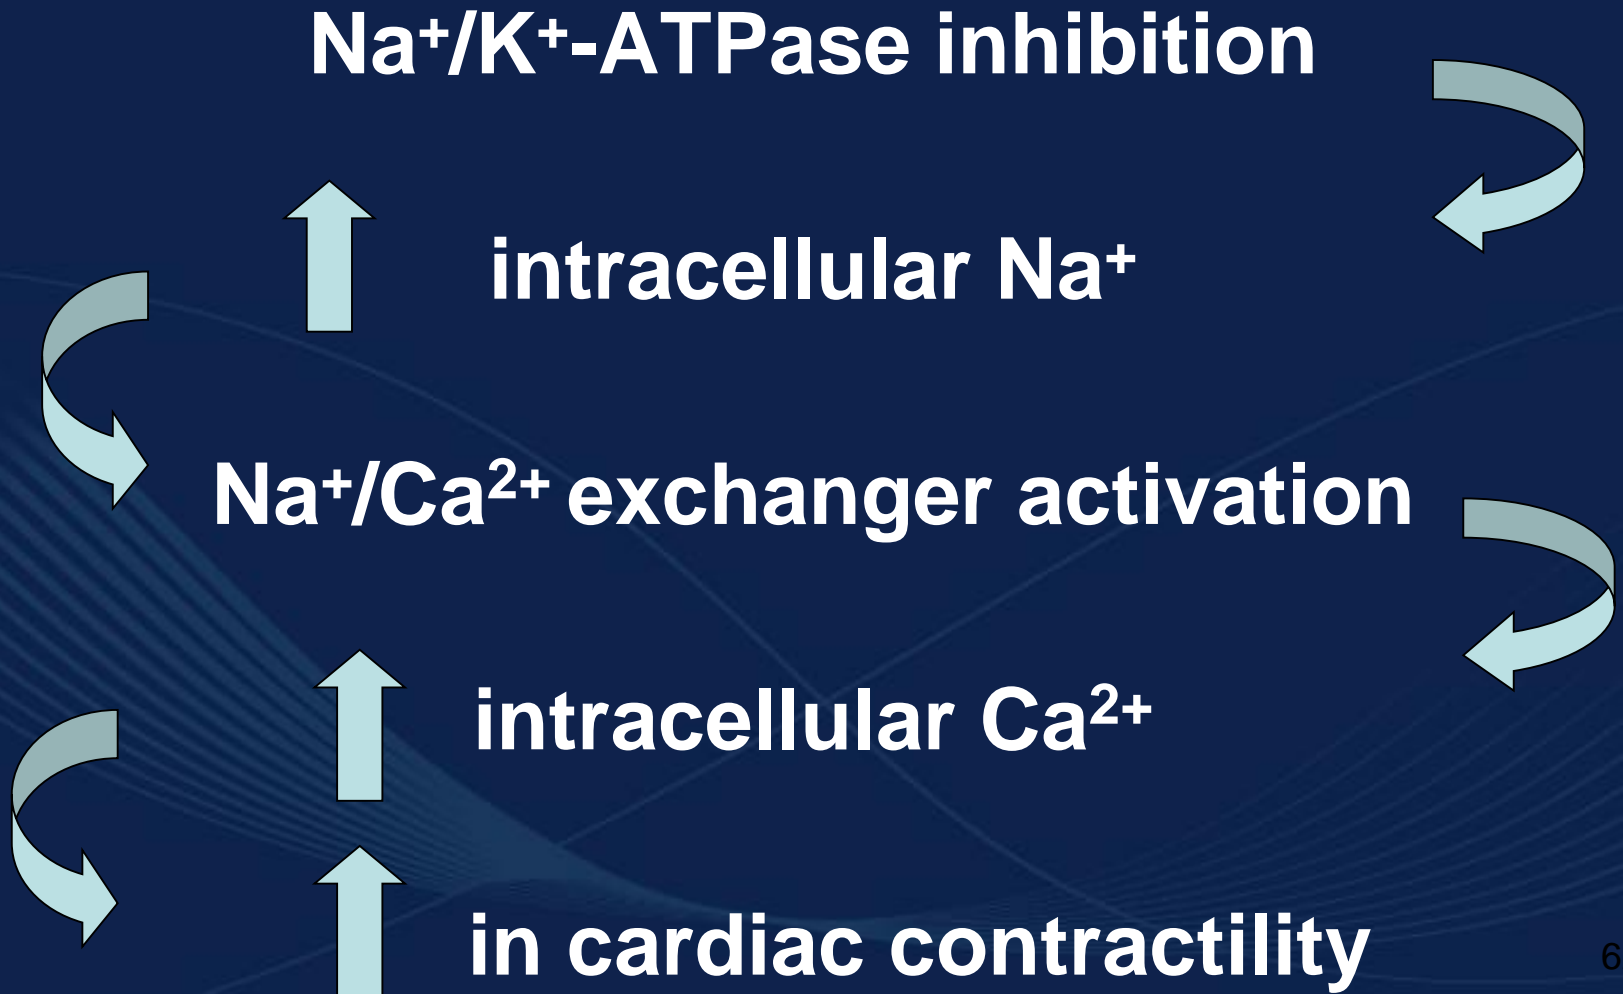 Na⁺/K⁺-ATPase inhibition
intracellular Na⁺
Na⁺/Ca²⁺ exchanger activation
intracellular Ca²⁺
in cardiac contractility
6